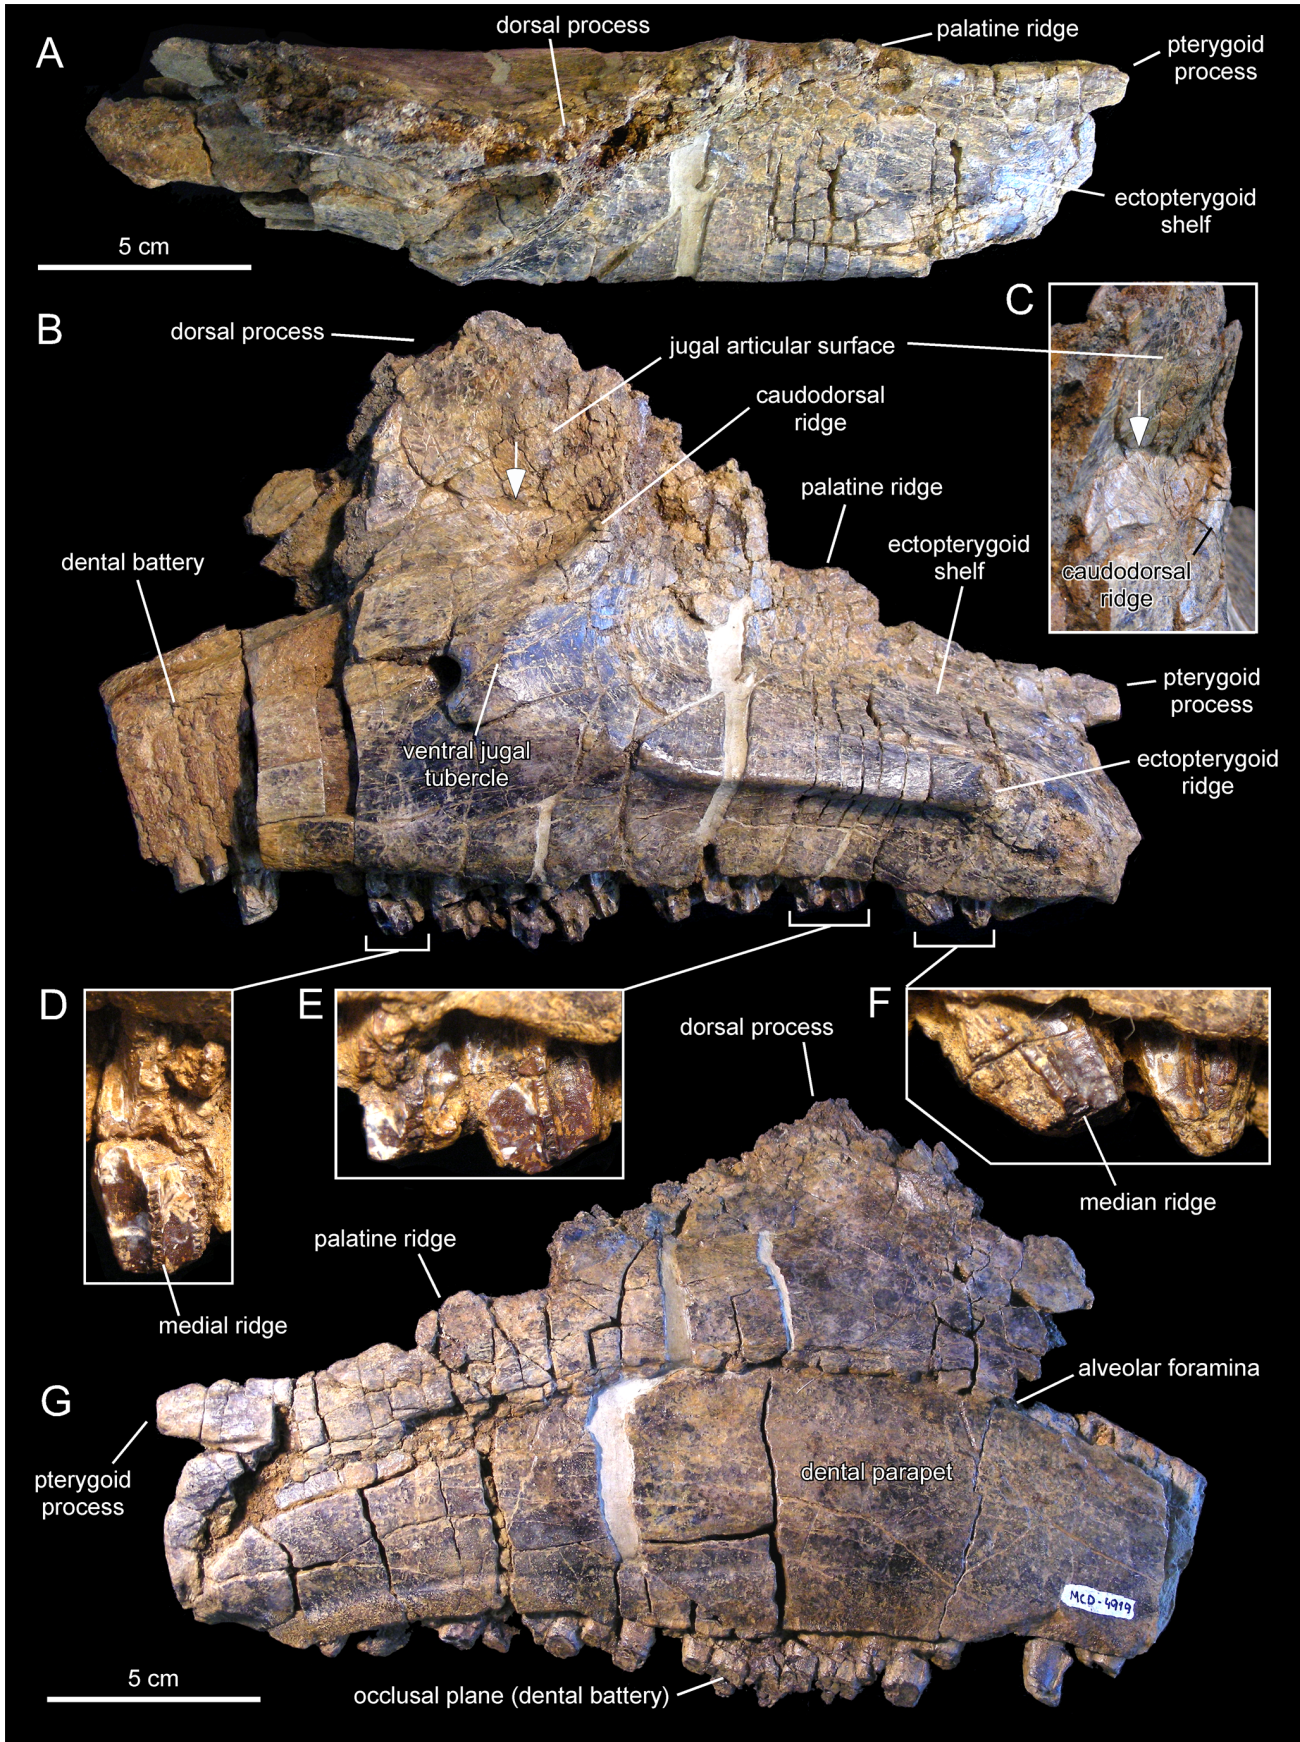 A
dorsal process
palatine ridge
pterygoid
process
ectopterygoid
shelf
5 cm
B
dorsal process
jugal articular surface
caudodorsal
ridge
palatine ridge
ectopterygoid
shelf
dental battery
ventral jugal
tubercle
pterygoid
process
ectopterygoid
ridge
C
caudodorsal
ridge
D
medial ridge
E
F
median ridge
dorsal process
palatine ridge
G
pterygoid
process
alveolar foramina
dental parapet
MCD-4919
occlusal plane (dental battery)
5 cm